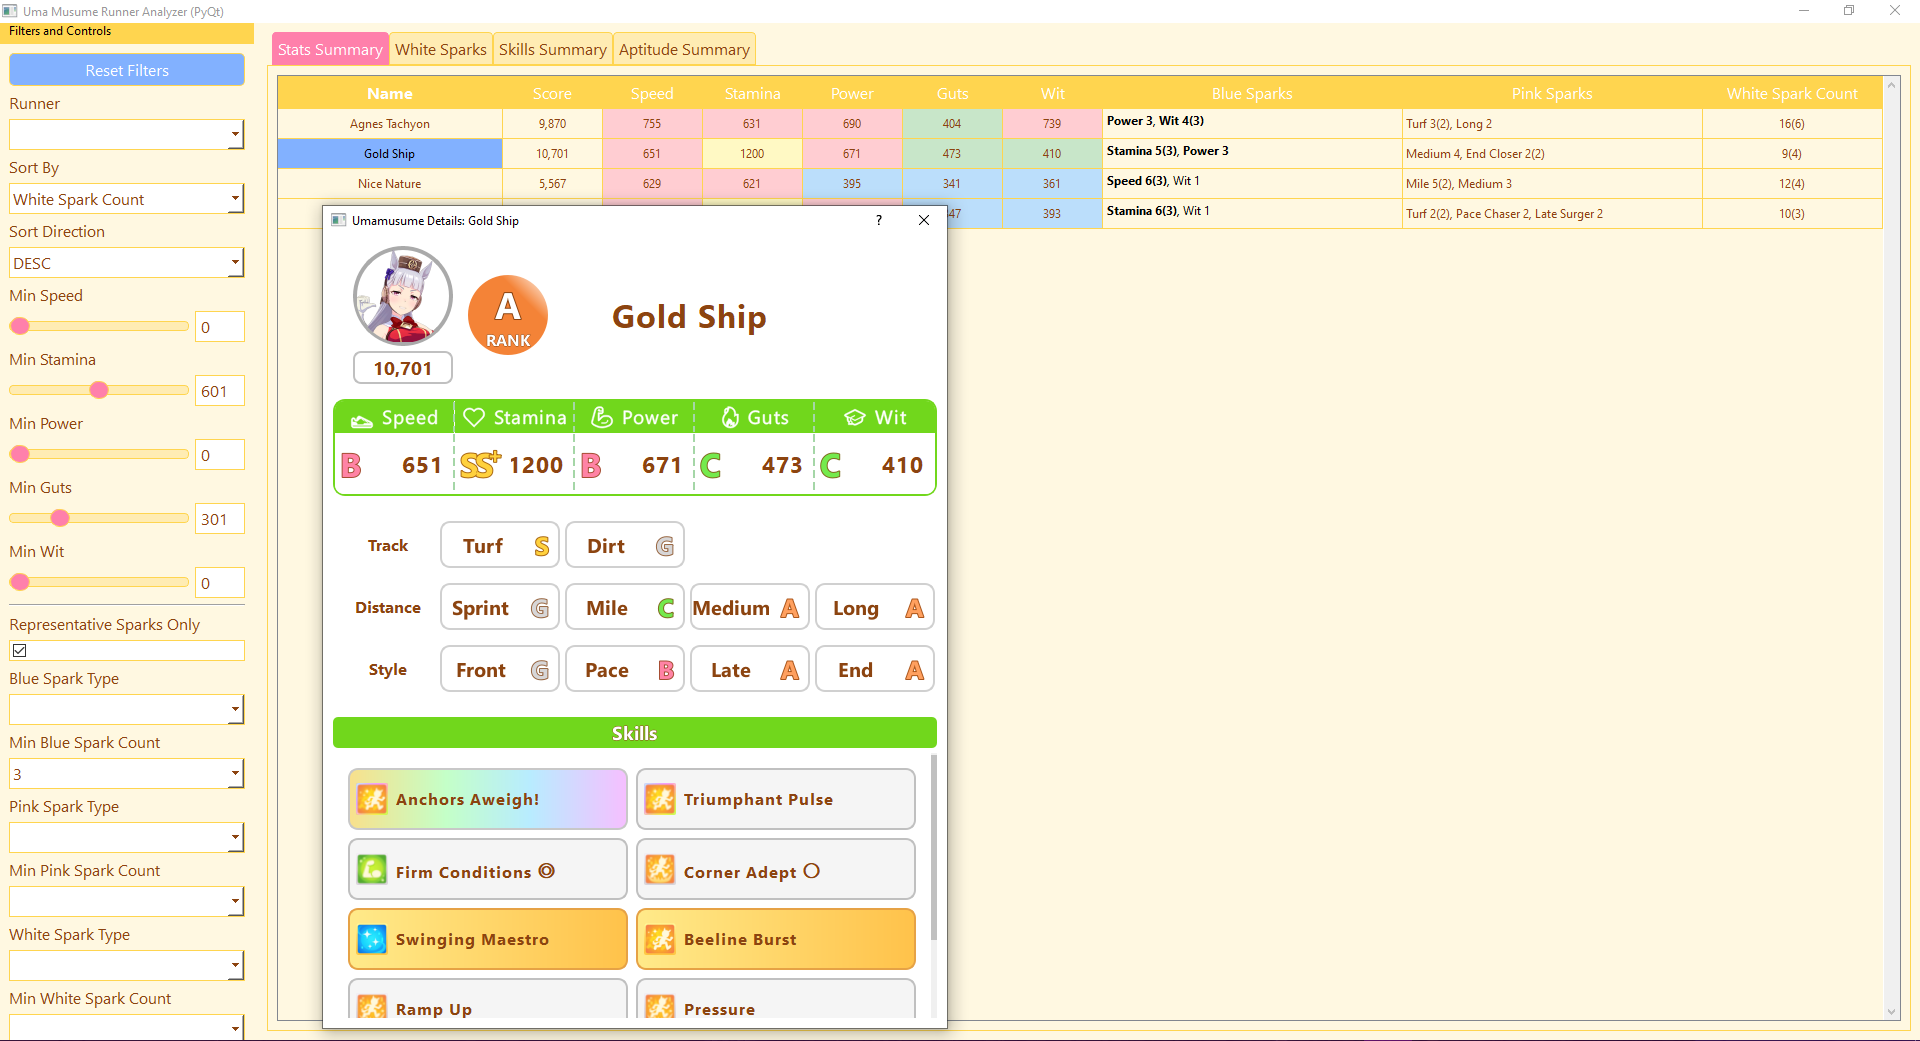 Uma Musume Runner Analyzer (PyQt)
Filters and Controls
Reset Filters
Runner
Sort By
White Spark Count
Sort Direction
DESC
Min Speed
0
Min Stamina
601
Min Power
0
Min Guts
301
Min Wit
0
Representative Sparks Only
Blue Spark Type
Min Blue Spark Count
3
Pink Spark Type
Min Pink Spark Count
White Spark Type
Min White Spark Count
Stats Summary White Sparks Skills Summary Aptitude Summary
Name Score Speed Stamina Power Guts Wit Blue Sparks Pink Sparks White Spark Count
Agnes Tachyon 9,870 755 631 690 404 739 Power 3, Wit 4(3) Turf 3(2), Long 2 16(6)
Gold Ship 10,701 651 1200 671 473 410 Stamina 5(3), Power 3 Medium 4, End Closer 2(2) 9(4)
Nice Nature 5,567 629 621 395 341 361 Speed 6(3), Wit 1 Mile 5(2), Medium 3 12(4)
47 393 Stamina 6(3), Wit 1 Turf 2(2), Pace Chaser 2, Late Surger 2 10(3)
Umamusume Details: Gold Ship ?
A
RANK
Gold Ship
10,701
Speed Stamina Power Guts Wit
B 651 SS+ 1200 B 671 C 473 C 410
Track Turf S Dirt G
Distance Sprint G Mile C Medium A Long A
Style Front G Pace B Late A End A
Skills
Anchors Aweigh! Triumphant Pulse
Firm Conditions ◎ Corner Adept ○
Swinging Maestro Beeline Burst
Ramp Up Pressure